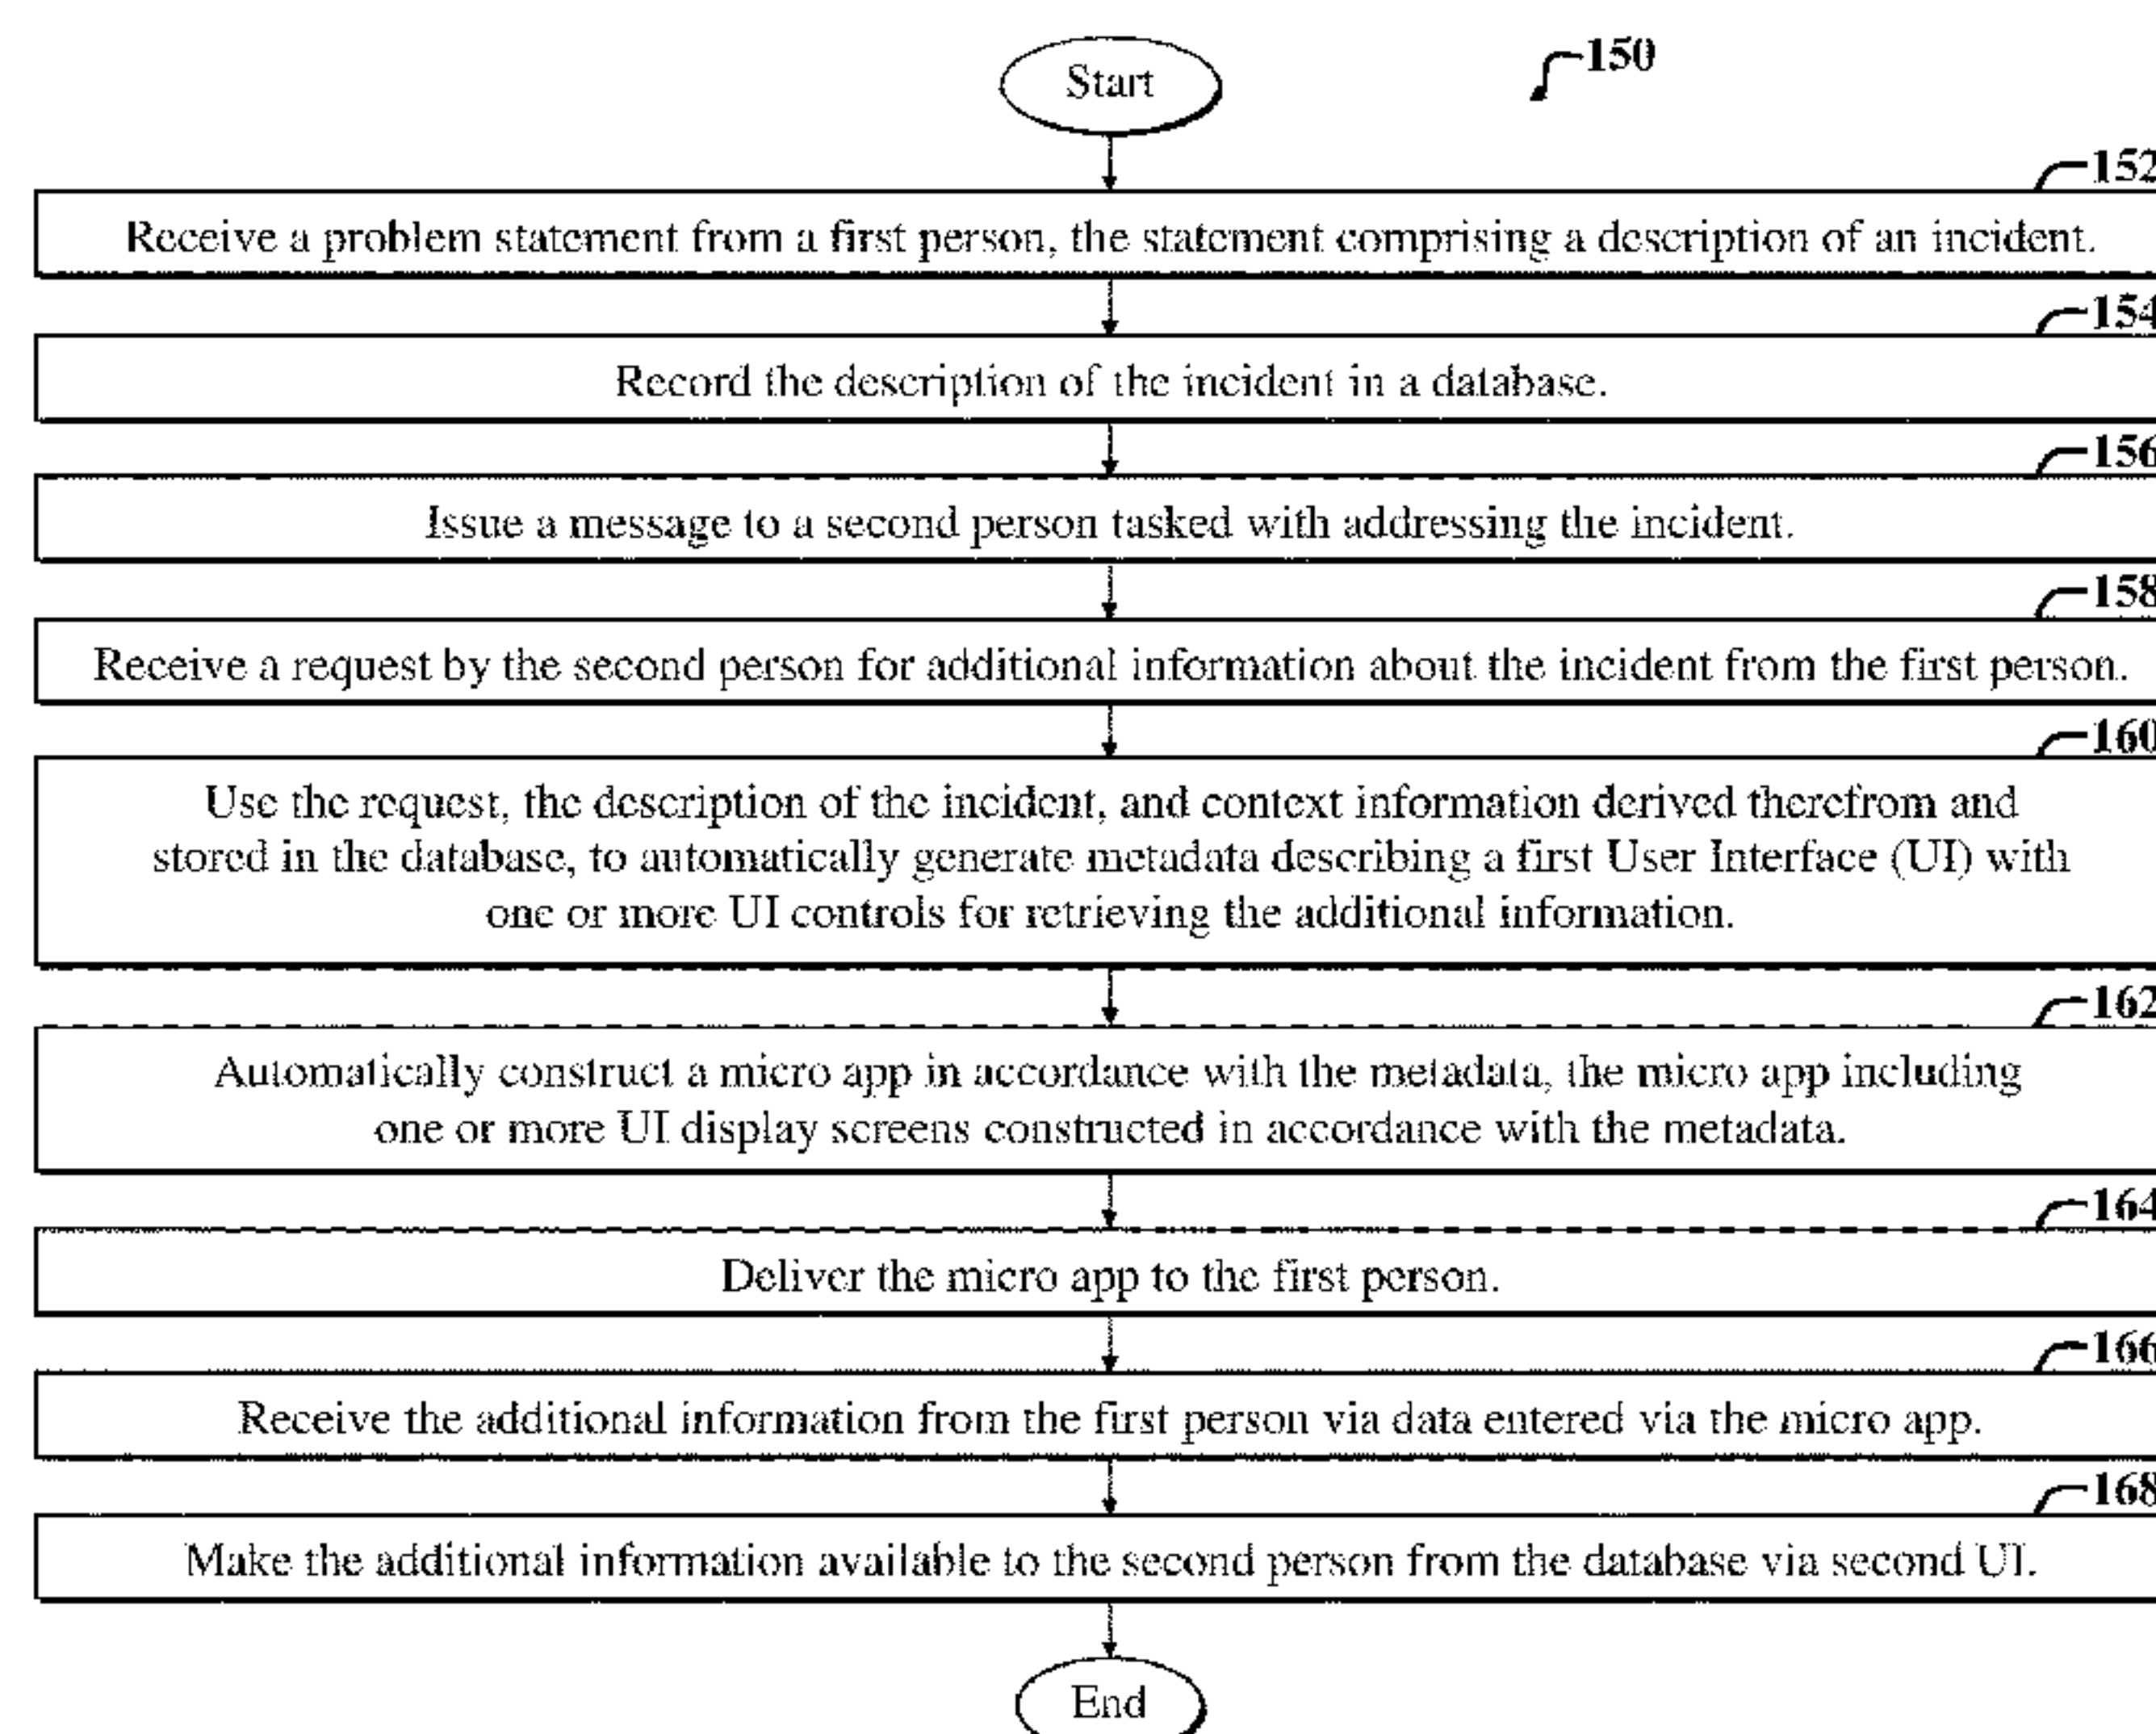 Start
150
152
Receive a problem statement from a first person, the statement comprising a description of an incident.
154
Record the description of the incident in a database.
156
Issue a message to a second person tasked with addressing the incident.
158
Receive a request by the second person for additional information about the incident from the first person.
160
Use the request, the description of the incident, and context information derived therefrom and
stored in the database, to automatically generate metadata describing a first User Interface (UI) with
one or more UI controls for retrieving the additional information.
162
Automatically construct a micro app in accordance with the metadata, the micro app including
one or more UI display screens constructed in accordance with the metadata.
164
Deliver the micro app to the first person.
166
Receive the additional information from the first person via data entered via the micro app.
168
Make the additional information available to the second person from the database via second UI.
End